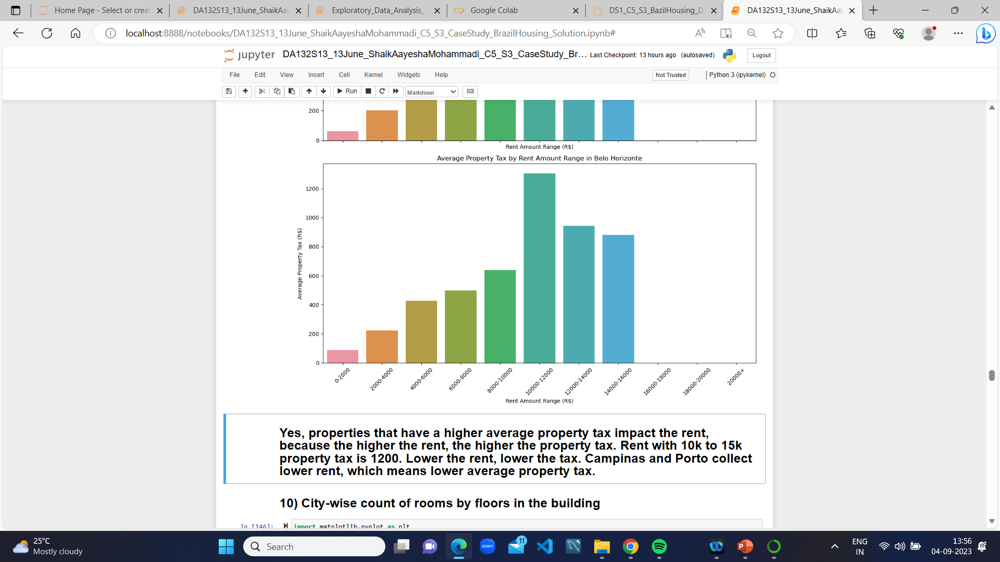 Home Page - Select or creat
DA132S13_13June_ShaikAay
Exploratory_Data_Analysis_
Google Colab
DS1_C5_S3_BazilHousing_D
DA132S13_13June_ShaikAay
localhost:8888/notebooks/DA132S13_13June_ShaikAayeshaMohammadi_C5_S3_CaseStudy_BrazilHousing_Solution.ipynb#
jupyter DA132S13_13June_ShaikAayeshaMohammadi_C5_S3_CaseStudy_Br... Last Checkpoint: 13 hours ago (autosaved)
Logout
File Edit View Insert Cell Kernel Widgets Help
Not Trusted
Python 3 (ipykernel)
Run
Markdown
200
0
Rent Amount Range (R$)
Average Property Tax by Rent Amount Range in Belo Horizonte
1200
1000
800
600
400
200
0
Average Property Tax (R$)
0-2000
2000-4000
4000-6000
6000-8000
8000-10000
10000-12000
12000-14000
14000-16000
16000-18000
18000-20000
20000+
Rent Amount Range (R$)
Yes, properties that have a higher average property tax impact the rent,
because the higher the rent, the higher the property tax. Rent with 10k to 15k
property tax is 1200. Lower the rent, lower the tax. Campinas and Porto collect
lower rent, which means lower average property tax.
10) City-wise count of rooms by floors in the building
In [146]:
import matplotlib.pyplot as plt
25°C
Mostly cloudy
Search
zoom
11
ENG
IN
13:56
04-09-2023